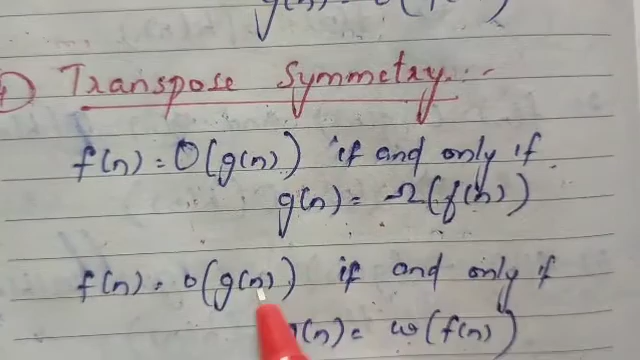 Transpose Symmetry...
f(n) = O(g(n)) if and only if
g(n) = Ω(f(n))
f(n) = o(g(n)) if and only if
(n) = ω(f(n))